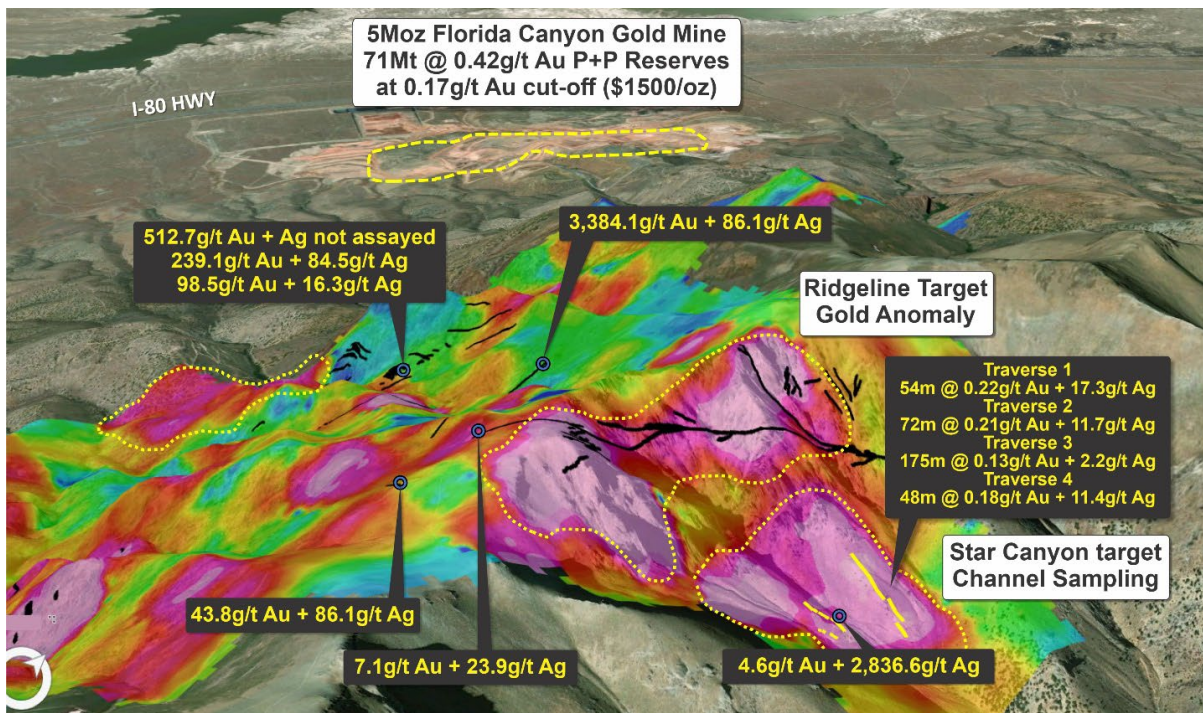 5Moz Florida Canyon Gold Mine
71Mt @ 0.42g/t Au P+P Reserves
at 0.17g/t Au cut-off ($1500/oz)
I-80 HWY
512.7g/t Au + Ag not assayed
239.1g/t Au + 84.5g/t Ag
98.5g/t Au + 16.3g/t Ag
3,384.1g/t Au + 86.1g/t Ag
Ridgeline Target
Gold Anomaly
Traverse 1
54m @ 0.22g/t Au + 17.3g/t Ag
Traverse 2
72m @ 0.21g/t Au + 11.7g/t Ag
Traverse 3
175m @ 0.13g/t Au + 2.2g/t Ag
Traverse 4
48m @ 0.18g/t Au + 11.4g/t Ag
Star Canyon target
Channel Sampling
43.8g/t Au + 86.1g/t Ag
7.1g/t Au + 23.9g/t Ag
4.6g/t Au + 2,836.6g/t Ag